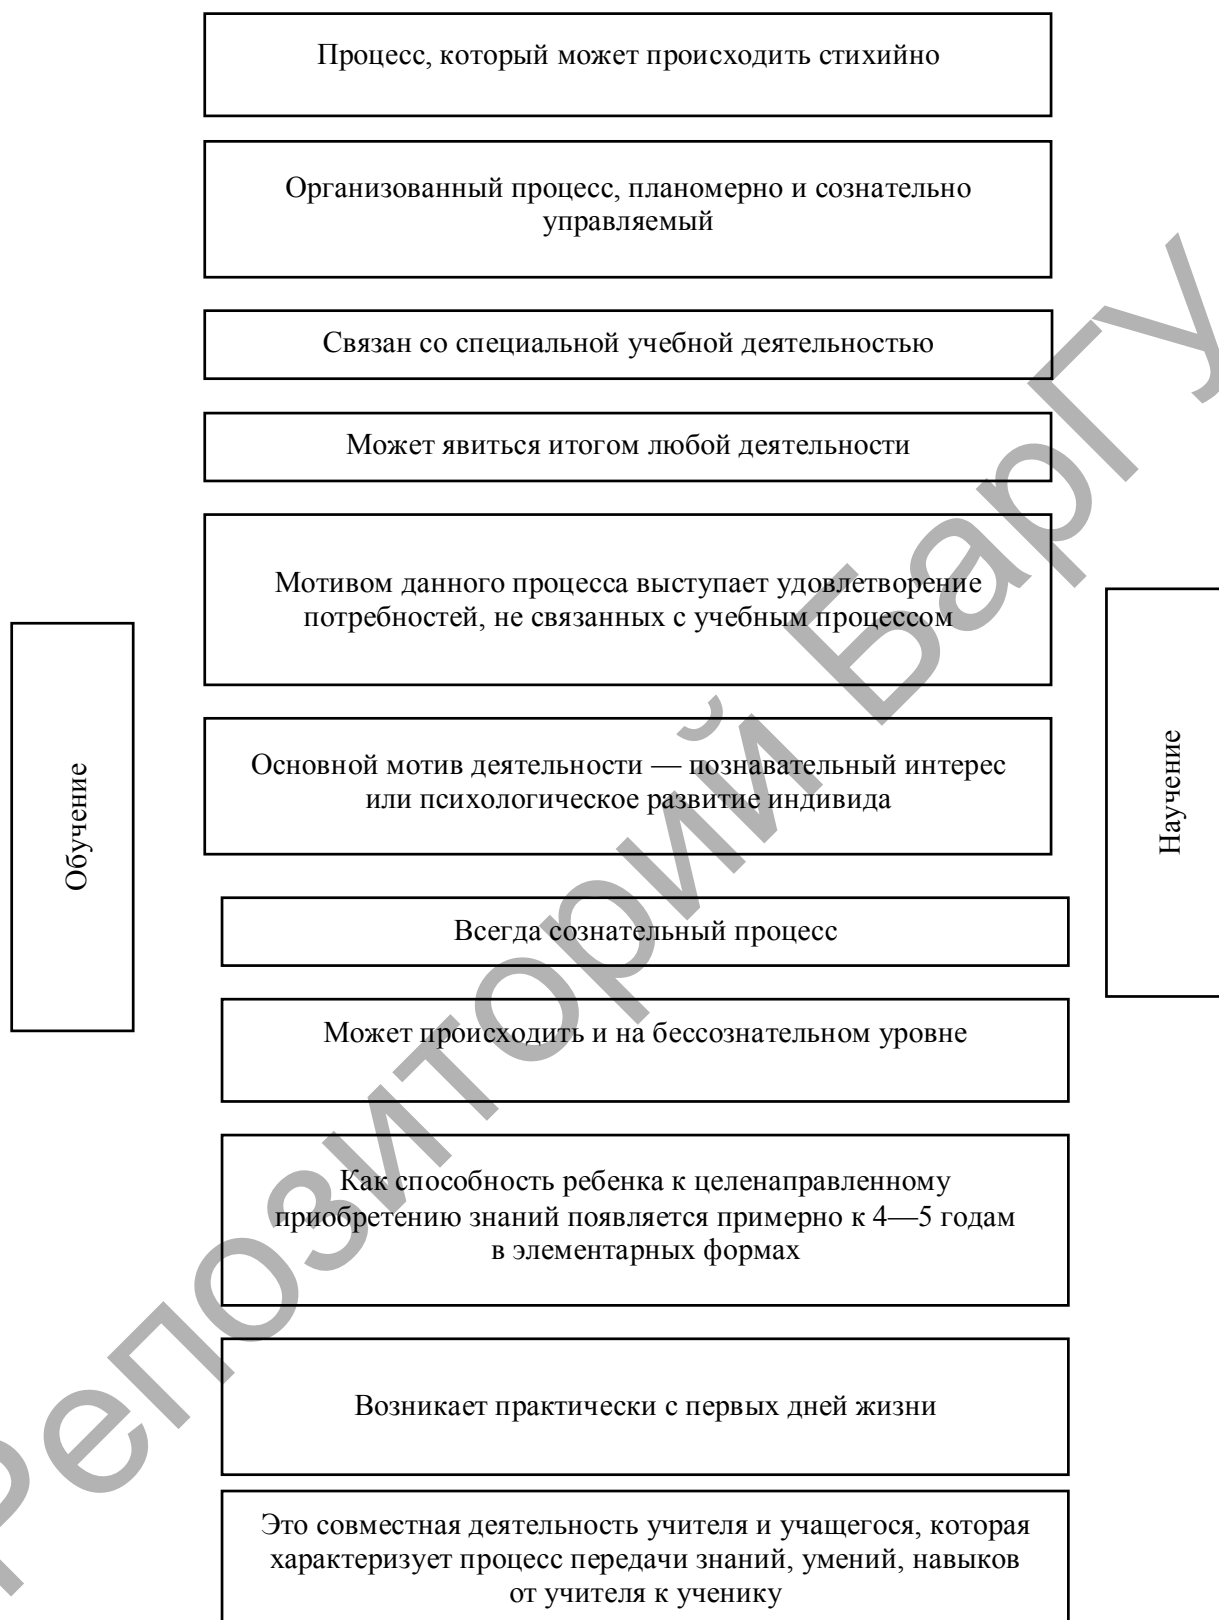 Процесс, который может происходить стихийно
Организованный процесс, планомерно и сознательно
управляемый
Связан со специальной учебной деятельностью
Может явиться итогом любой деятельности
Мотивом данного процесса выступает удовлетворение
потребностей, не связанных с учебным процессом
Основной мотив деятельности — познавательный интерес
или психологическое развитие индивида
Обучение
Научение
Всегда сознательный процесс
Может происходить и на бессознательном уровне
Как способность ребенка к целенаправленному
приобретению знаний появляется примерно к 4—5 годам
в элементарных формах
Возникает практически с первых дней жизни
Это совместная деятельность учителя и учащегося, которая
характеризует процесс передачи знаний, умений, навыков
от учителя к ученику
Репозиторий БарГУ